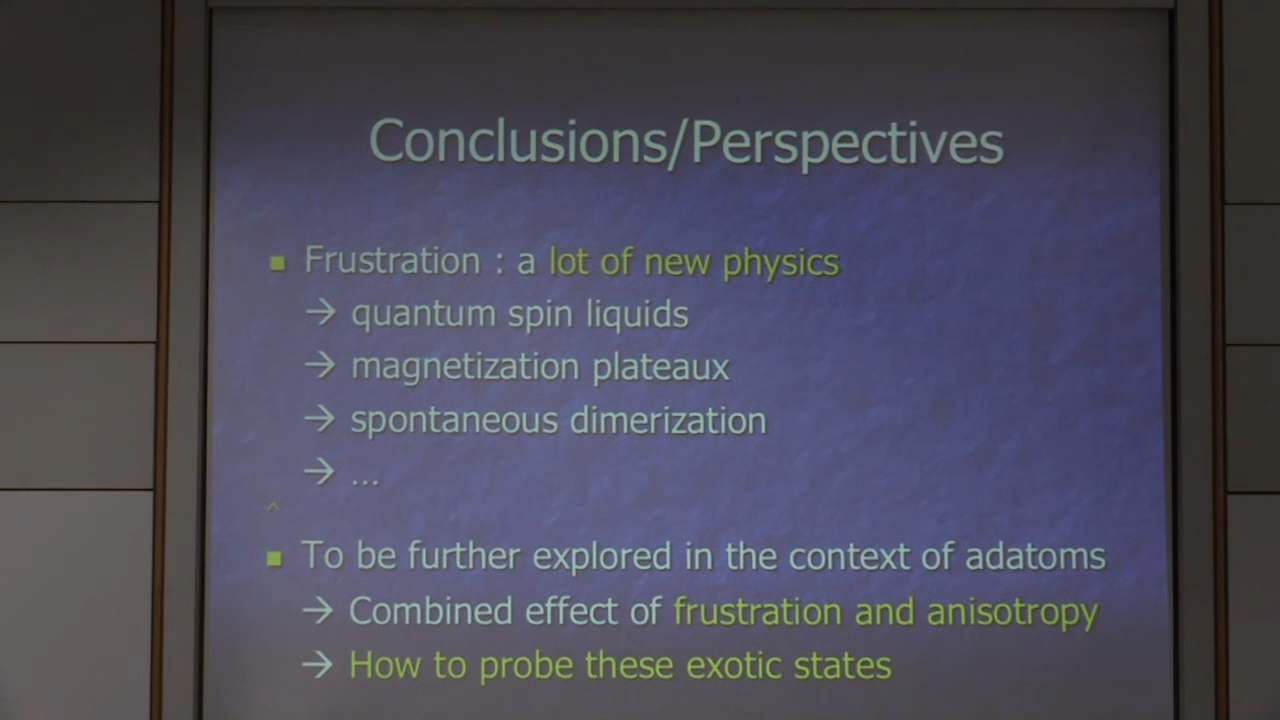 Conclusions/Perspectives
▪ Frustration : a lot of new physics
→ quantum spin liquids
→ magnetization plateaux
→ spontaneous dimerization
→ ...
^
▪ To be further explored in the context of adatoms
→ Combined effect of frustration and anisotropy
→ How to probe these exotic states